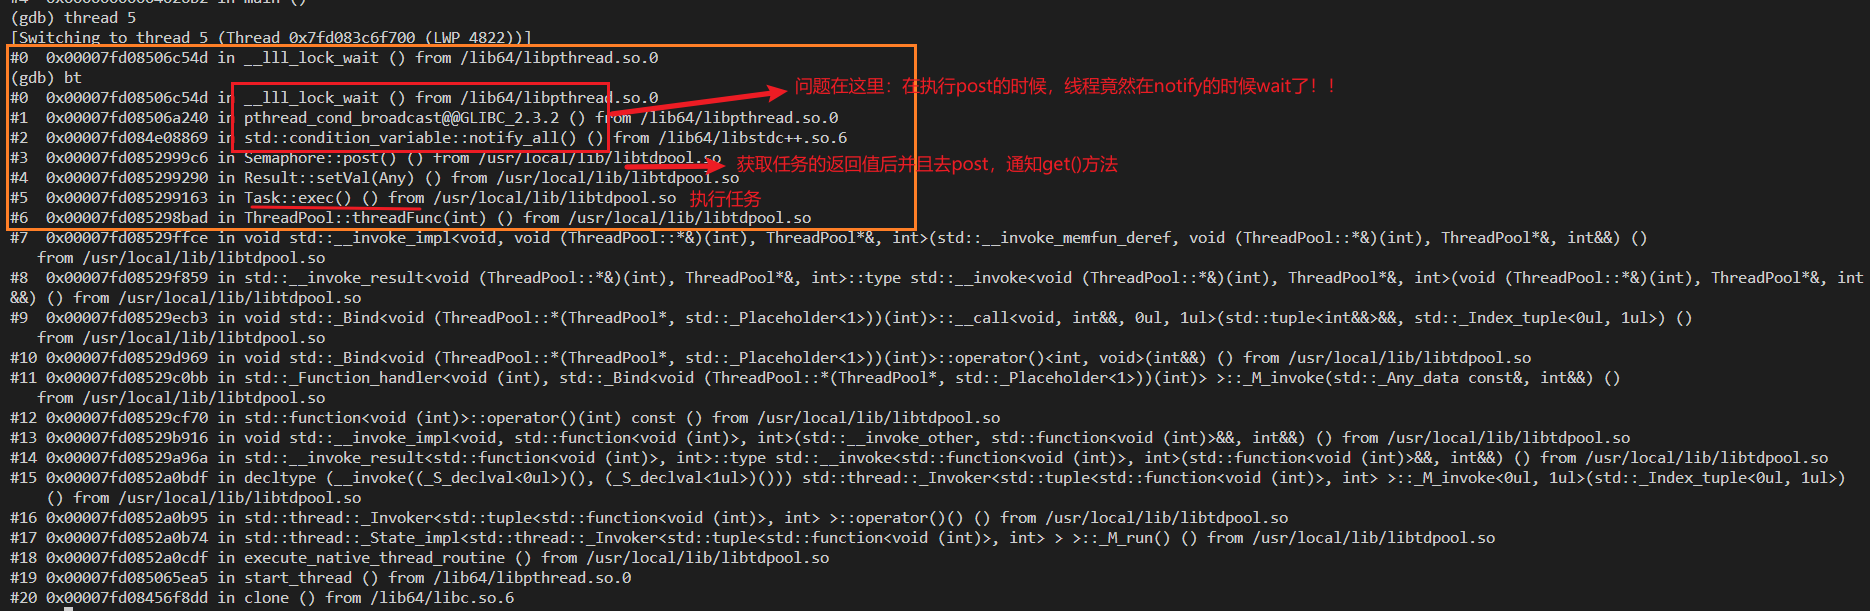 (gdb) thread 5
[Switching to thread 5 (Thread 0x7fd083c6f700 (LWP 4822))]
#0  0x00007fd08506c54d in __lll_lock_wait () from /lib64/libpthread.so.0
(gdb) bt
#0  0x00007fd08506c54d in __lll_lock_wait () from /lib64/libpthread.so.0
问题在这里：在执行post的时候，线程竟然在notify的时候wait了！！
#1  0x00007fd08506a240 in pthread_cond_broadcast@@GLIBC_2.3.2 () from /lib64/libpthread.so.0
#2  0x00007fd084e08869 in std::condition_variable::notify_all() () from /lib64/libstdc++.so.6
#3  0x00007fd0852999c6 in Semaphore::post() () from /usr/local/lib/libtdpool.so
获取任务的返回值后并且去post，通知get()方法
#4  0x00007fd085299290 in Result::setVal(Any) () from /usr/local/lib/libtdpool.so
#5  0x00007fd085299163 in Task::exec() () from /usr/local/lib/libtdpool.so
执行任务
#6  0x00007fd085298bad in ThreadPool::threadFunc(int) () from /usr/local/lib/libtdpool.so
#7  0x00007fd08529ffce in void std::__invoke_impl<void, void (ThreadPool::*&)(int), ThreadPool*&, int>(std::__invoke_memfun_deref, void (ThreadPool::*&)(int), ThreadPool*&, int&&) ()
from /usr/local/lib/libtdpool.so
#8  0x00007fd08529f859 in std::__invoke_result<void (ThreadPool::*&)(int), ThreadPool*&, int>::type std::__invoke<void (ThreadPool::*&)(int), ThreadPool*&, int>(void (ThreadPool::*&)(int), ThreadPool*&, int
&&) () from /usr/local/lib/libtdpool.so
#9  0x00007fd08529ecb3 in void std::_Bind<void (ThreadPool::*(ThreadPool*, std::_Placeholder<1>))(int)>::__call<void, int&&, 0ul, 1ul>(std::tuple<int&&>&&, std::_Index_tuple<0ul, 1ul>) ()
from /usr/local/lib/libtdpool.so
#10 0x00007fd08529d969 in void std::_Bind<void (ThreadPool::*(ThreadPool*, std::_Placeholder<1>))(int)>::operator()<int, void>(int&&) () from /usr/local/lib/libtdpool.so
#11 0x00007fd08529c0bb in std::_Function_handler<void (int), std::_Bind<void (ThreadPool::*(ThreadPool*, std::_Placeholder<1>))(int)> >::_M_invoke(std::_Any_data const&, int&&) ()
from /usr/local/lib/libtdpool.so
#12 0x00007fd08529cf70 in std::function<void (int)>::operator()(int) const () from /usr/local/lib/libtdpool.so
#13 0x00007fd08529b916 in void std::__invoke_impl<void, std::function<void (int)>, int>(std::__invoke_other, std::function<void (int)>&&, int&&) () from /usr/local/lib/libtdpool.so
#14 0x00007fd08529a96a in std::__invoke_result<std::function<void (int)>, int>::type std::__invoke<std::function<void (int)>, int>(std::function<void (int)>&&, int&&) () from /usr/local/lib/libtdpool.so
#15 0x00007fd0852a0bdf in decltype (__invoke((_S_declval<0ul>)(), (_S_declval<1ul>)())) std::thread::_Invoker<std::tuple<std::function<void (int)>, int> >::_M_invoke<0ul, 1ul>(std::_Index_tuple<0ul, 1ul>)
() from /usr/local/lib/libtdpool.so
#16 0x00007fd0852a0b95 in std::thread::_Invoker<std::tuple<std::function<void (int)>, int> >::operator()() () from /usr/local/lib/libtdpool.so
#17 0x00007fd0852a0b74 in std::thread::_State_impl<std::thread::_Invoker<std::tuple<std::function<void (int)>, int> > >::_M_run() () from /usr/local/lib/libtdpool.so
#18 0x00007fd0852a0cdf in execute_native_thread_routine () from /usr/local/lib/libtdpool.so
#19 0x00007fd085065ea5 in start_thread () from /lib64/libpthread.so.0
#20 0x00007fd08456f8dd in clone () from /lib64/libc.so.6